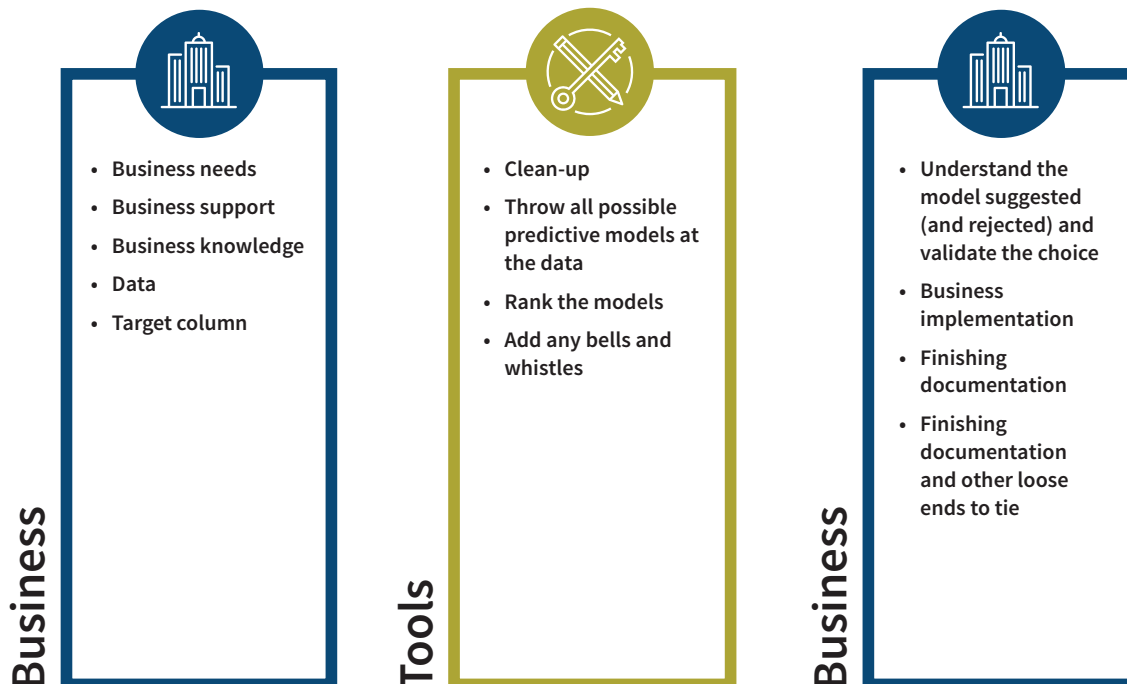 Business
• Business needs
• Business support
• Business knowledge
• Data
• Target column
Tools
• Clean-up
• Throw all possible
predictive models at
the data
• Rank the models
• Add any bells and
whistles
Business
• Understand the
model suggested
(and rejected) and
validate the choice
• Business
implementation
• Finishing
documentation
• Finishing
documentation
and other loose
ends to tie